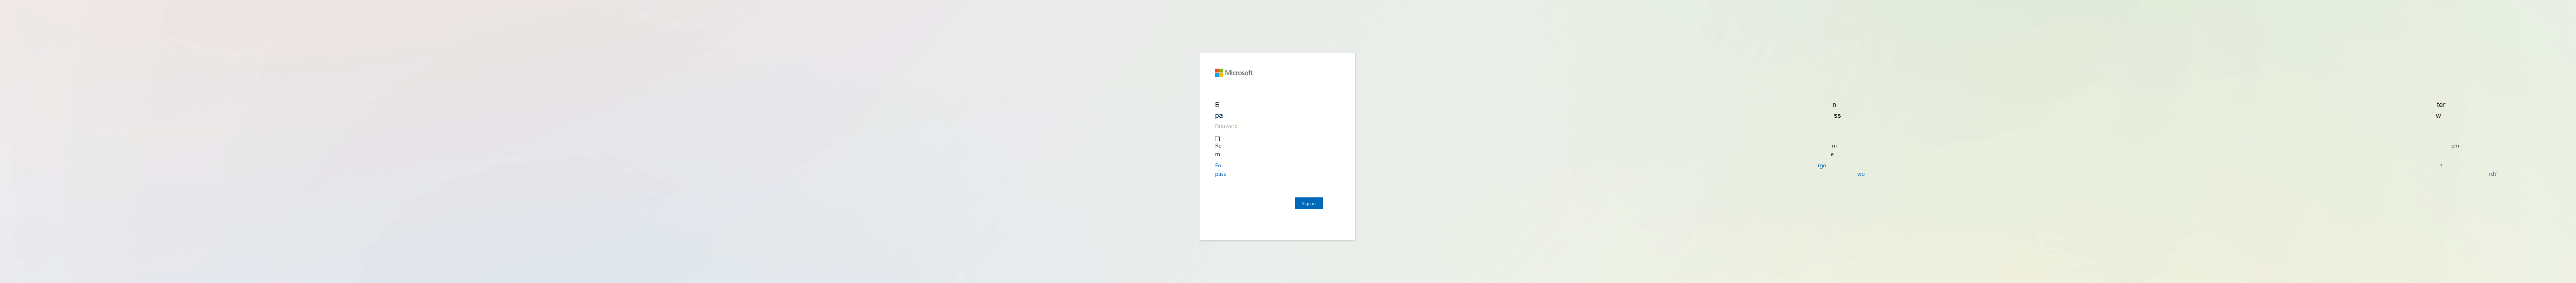 Microsoft
E n ter
pa ss w
Password
Re m em
m e
Fo rgo t
pass wo rd?
Sign in